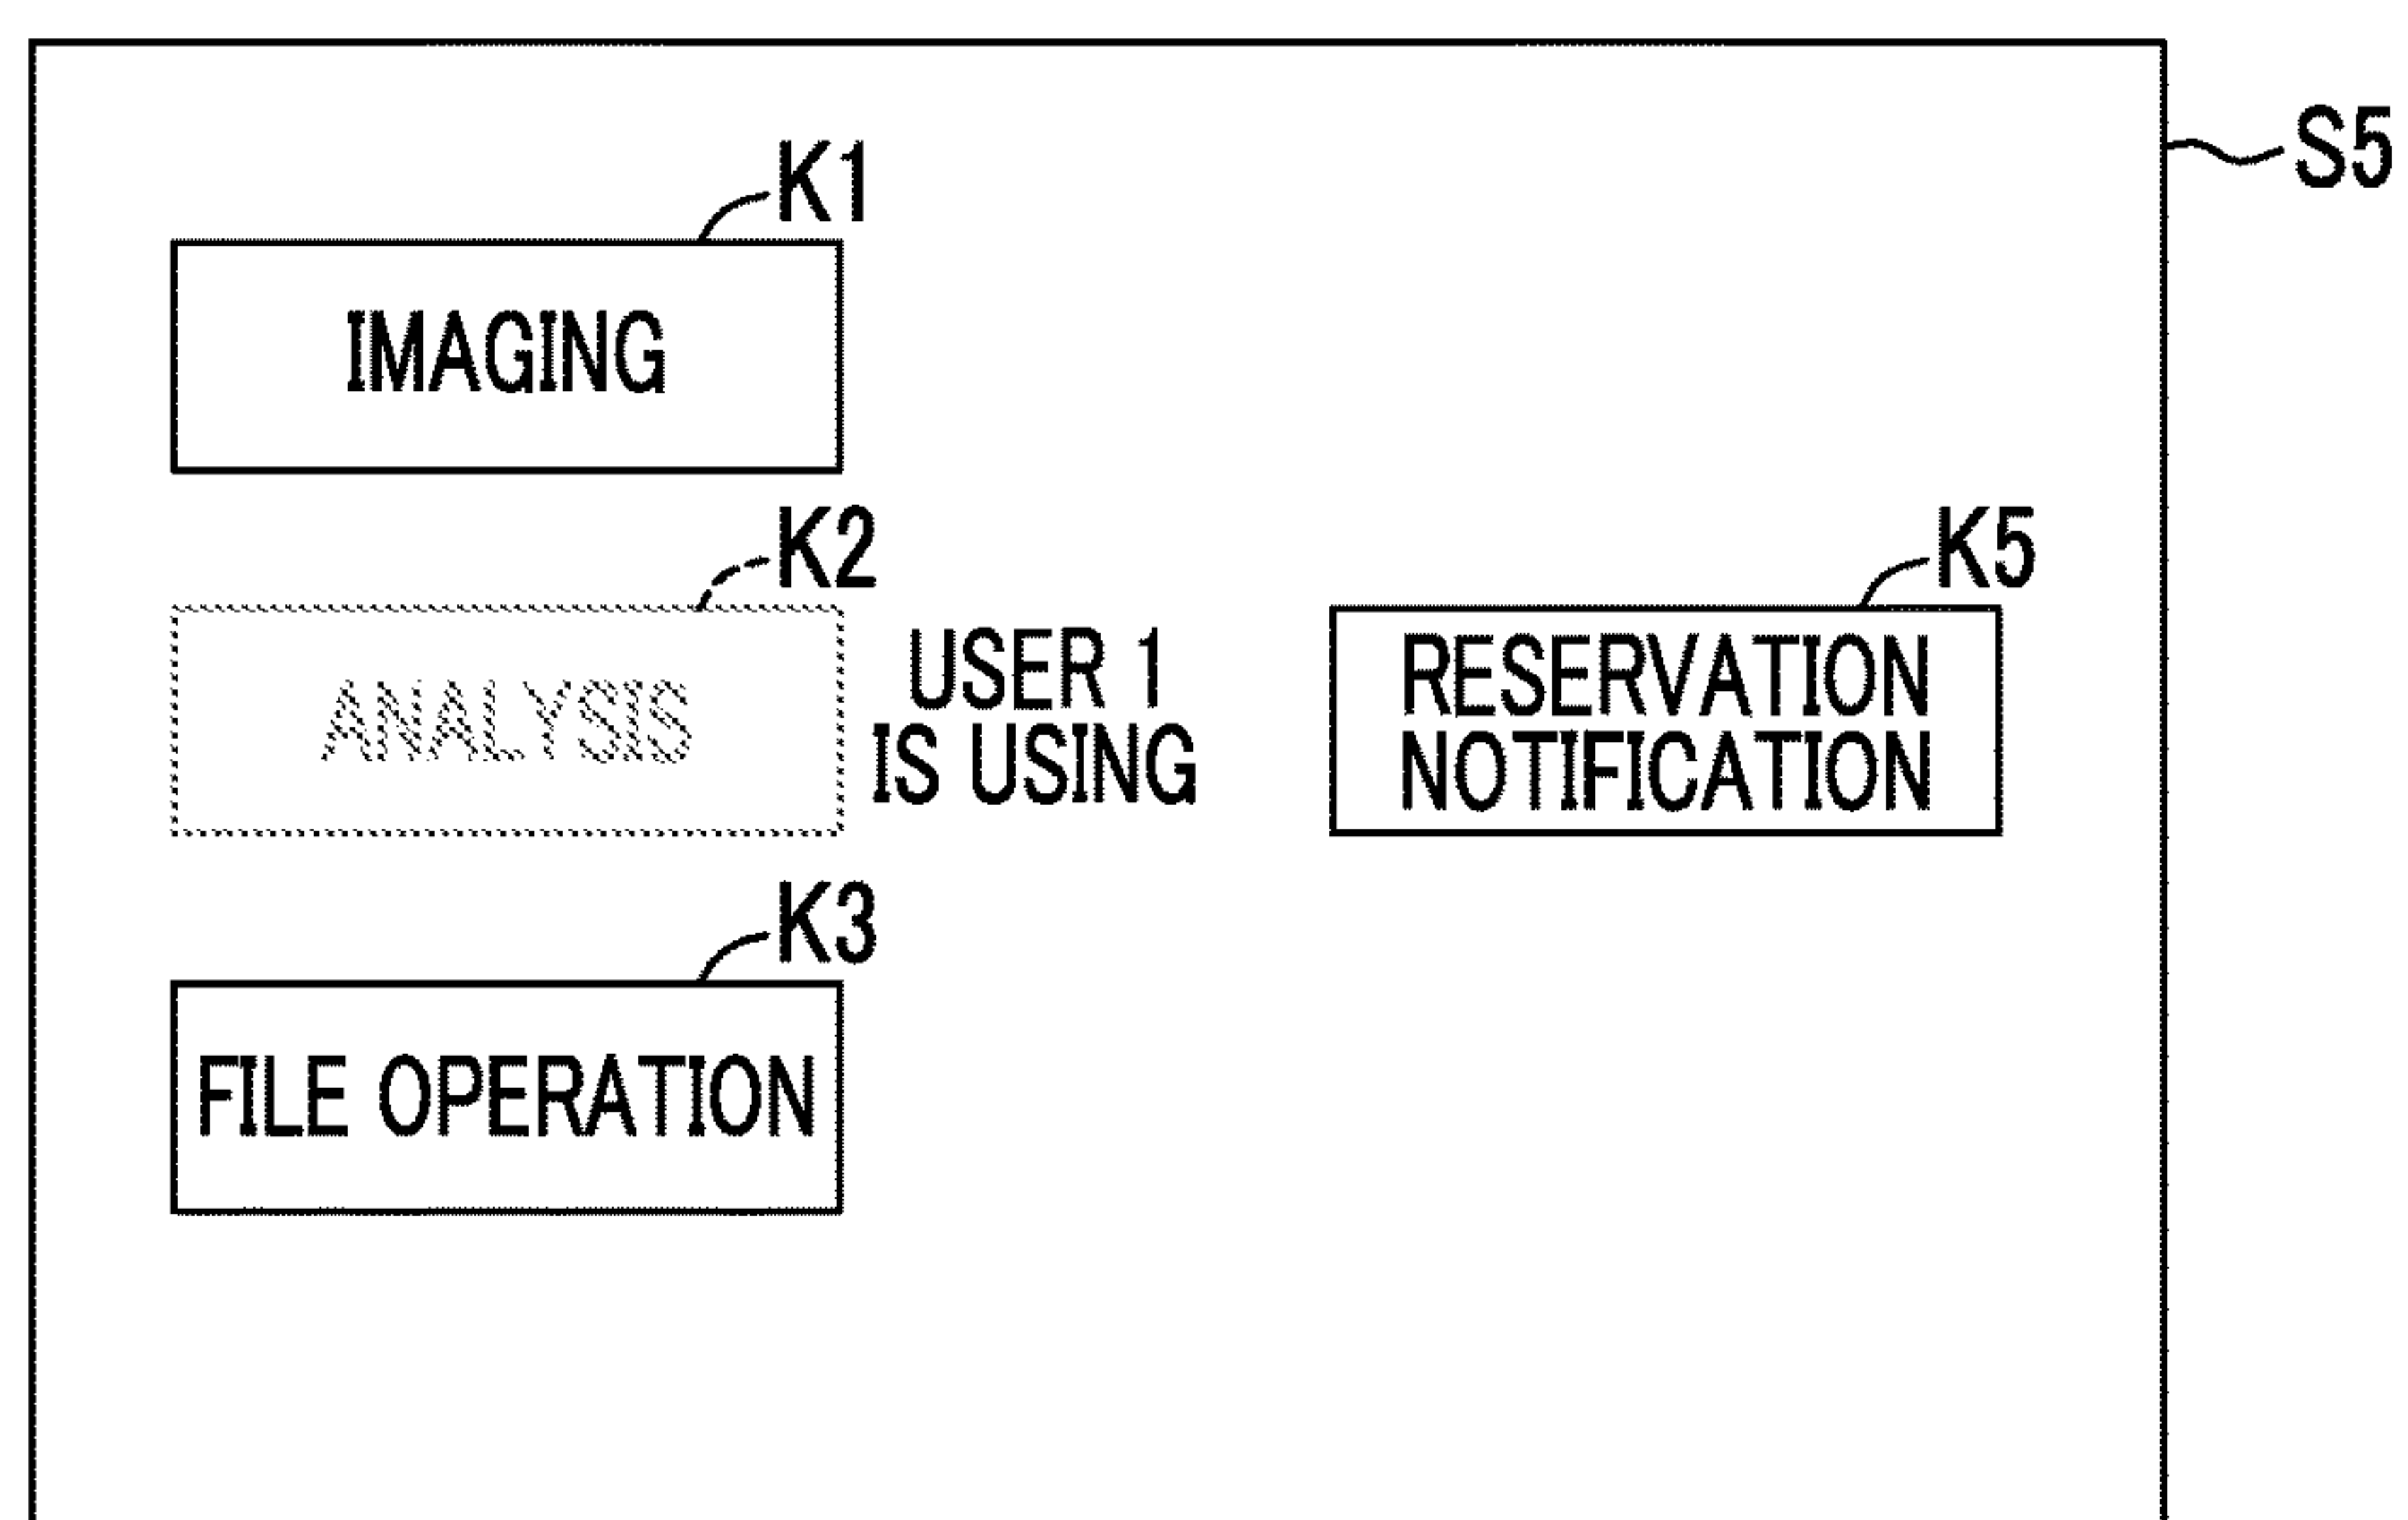 S5
K1
IMAGING
K2
ANALYSIS
USER 1
IS USING
K5
RESERVATION
NOTIFICATION
K3
FILE OPERATION